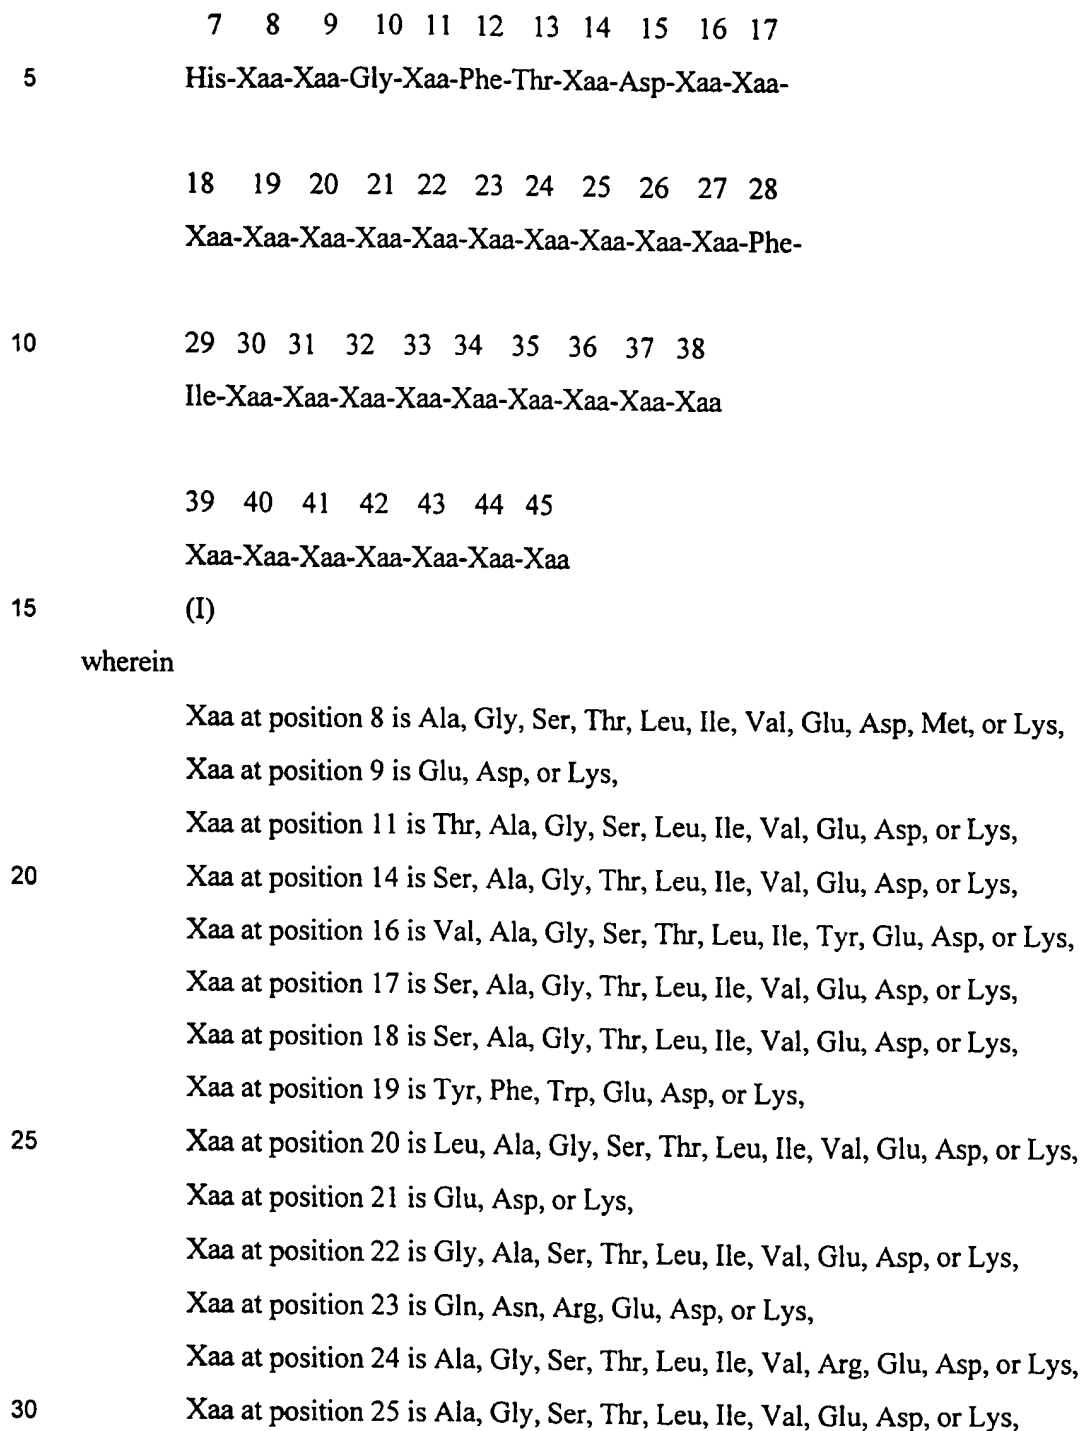 7 8 9 10 11 12 13 14 15 16 17
5 His-Xaa-Xaa-Gly-Xaa-Phe-Thr-Xaa-Asp-Xaa-Xaa-
18 19 20 21 22 23 24 25 26 27 28
Xaa-Xaa-Xaa-Xaa-Xaa-Xaa-Xaa-Xaa-Xaa-Xaa-Phe-
10 29 30 31 32 33 34 35 36 37 38
Ile-Xaa-Xaa-Xaa-Xaa-Xaa-Xaa-Xaa-Xaa-Xaa
39 40 41 42 43 44 45
Xaa-Xaa-Xaa-Xaa-Xaa-Xaa-Xaa
15 (I)
wherein
Xaa at position 8 is Ala, Gly, Ser, Thr, Leu, Ile, Val, Glu, Asp, Met, or Lys,
Xaa at position 9 is Glu, Asp, or Lys,
Xaa at position 11 is Thr, Ala, Gly, Ser, Leu, Ile, Val, Glu, Asp, or Lys,
20 Xaa at position 14 is Ser, Ala, Gly, Thr, Leu, Ile, Val, Glu, Asp, or Lys,
Xaa at position 16 is Val, Ala, Gly, Ser, Thr, Leu, Ile, Tyr, Glu, Asp, or Lys,
Xaa at position 17 is Ser, Ala, Gly, Thr, Leu, Ile, Val, Glu, Asp, or Lys,
Xaa at position 18 is Ser, Ala, Gly, Thr, Leu, Ile, Val, Glu, Asp, or Lys,
Xaa at position 19 is Tyr, Phe, Trp, Glu, Asp, or Lys,
25 Xaa at position 20 is Leu, Ala, Gly, Ser, Thr, Leu, Ile, Val, Glu, Asp, or Lys,
Xaa at position 21 is Glu, Asp, or Lys,
Xaa at position 22 is Gly, Ala, Ser, Thr, Leu, Ile, Val, Glu, Asp, or Lys,
Xaa at position 23 is Gln, Asn, Arg, Glu, Asp, or Lys,
Xaa at position 24 is Ala, Gly, Ser, Thr, Leu, Ile, Val, Arg, Glu, Asp, or Lys,
30 Xaa at position 25 is Ala, Gly, Ser, Thr, Leu, Ile, Val, Glu, Asp, or Lys,